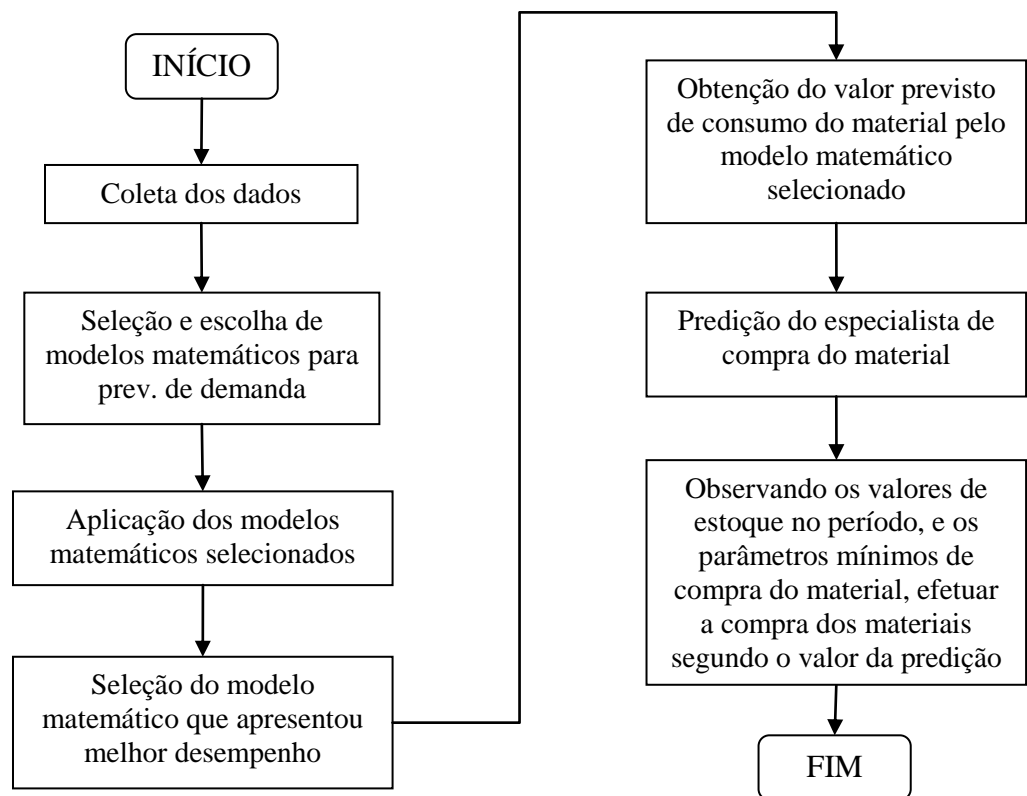 INÍCIO
Coleta dos dados
Seleção e escolha de
modelos matemáticos para
prev. de demanda
Aplicação dos modelos
matemáticos selecionados
Seleção do modelo
matemático que apresentou
melhor desempenho
Obtenção do valor previsto
de consumo do material pelo
modelo matemático
selecionado
Predição do especialista de
compra do material
Observando os valores de
estoque no período, e os
parâmetros mínimos de
compra do material, efetuar
a compra dos materiais
segundo o valor da predição
FIM